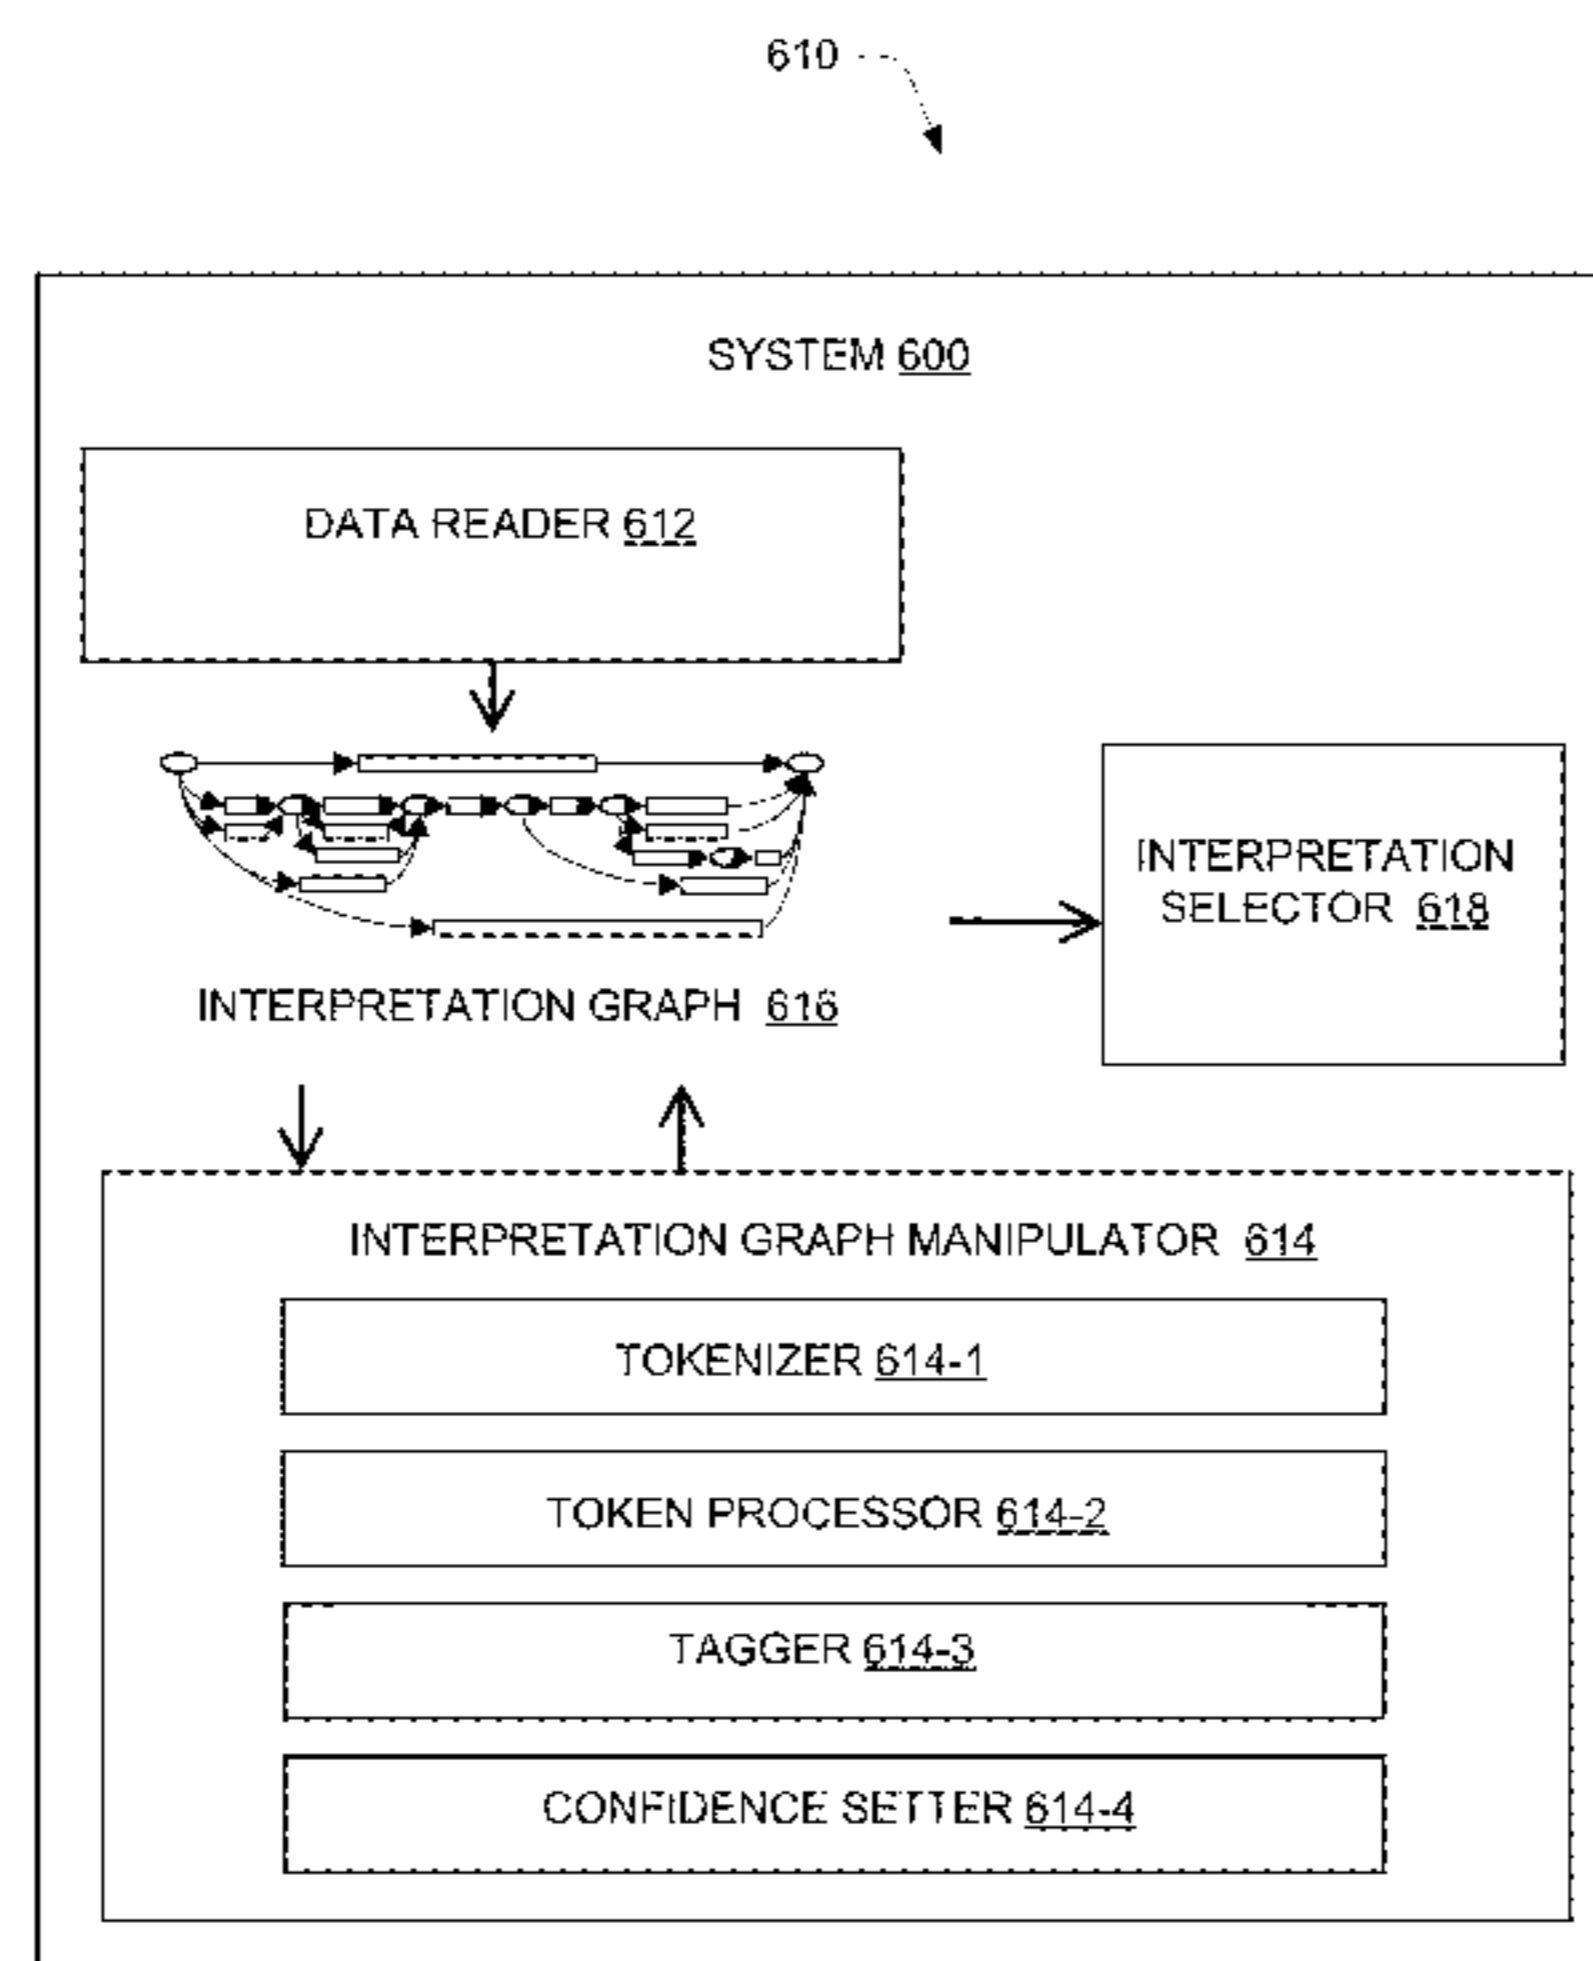 610
SYSTEM 600
DATA READER 612
INTERPRETATION
SELECTOR 618
INTERPRETATION GRAPH 616
INTERPRETATION GRAPH MANIPULATOR 614
TOKENIZER 614-1
TOKEN PROCESSOR 614-2
TAGGER 614-3
CONFIDENCE SETTER 614-4